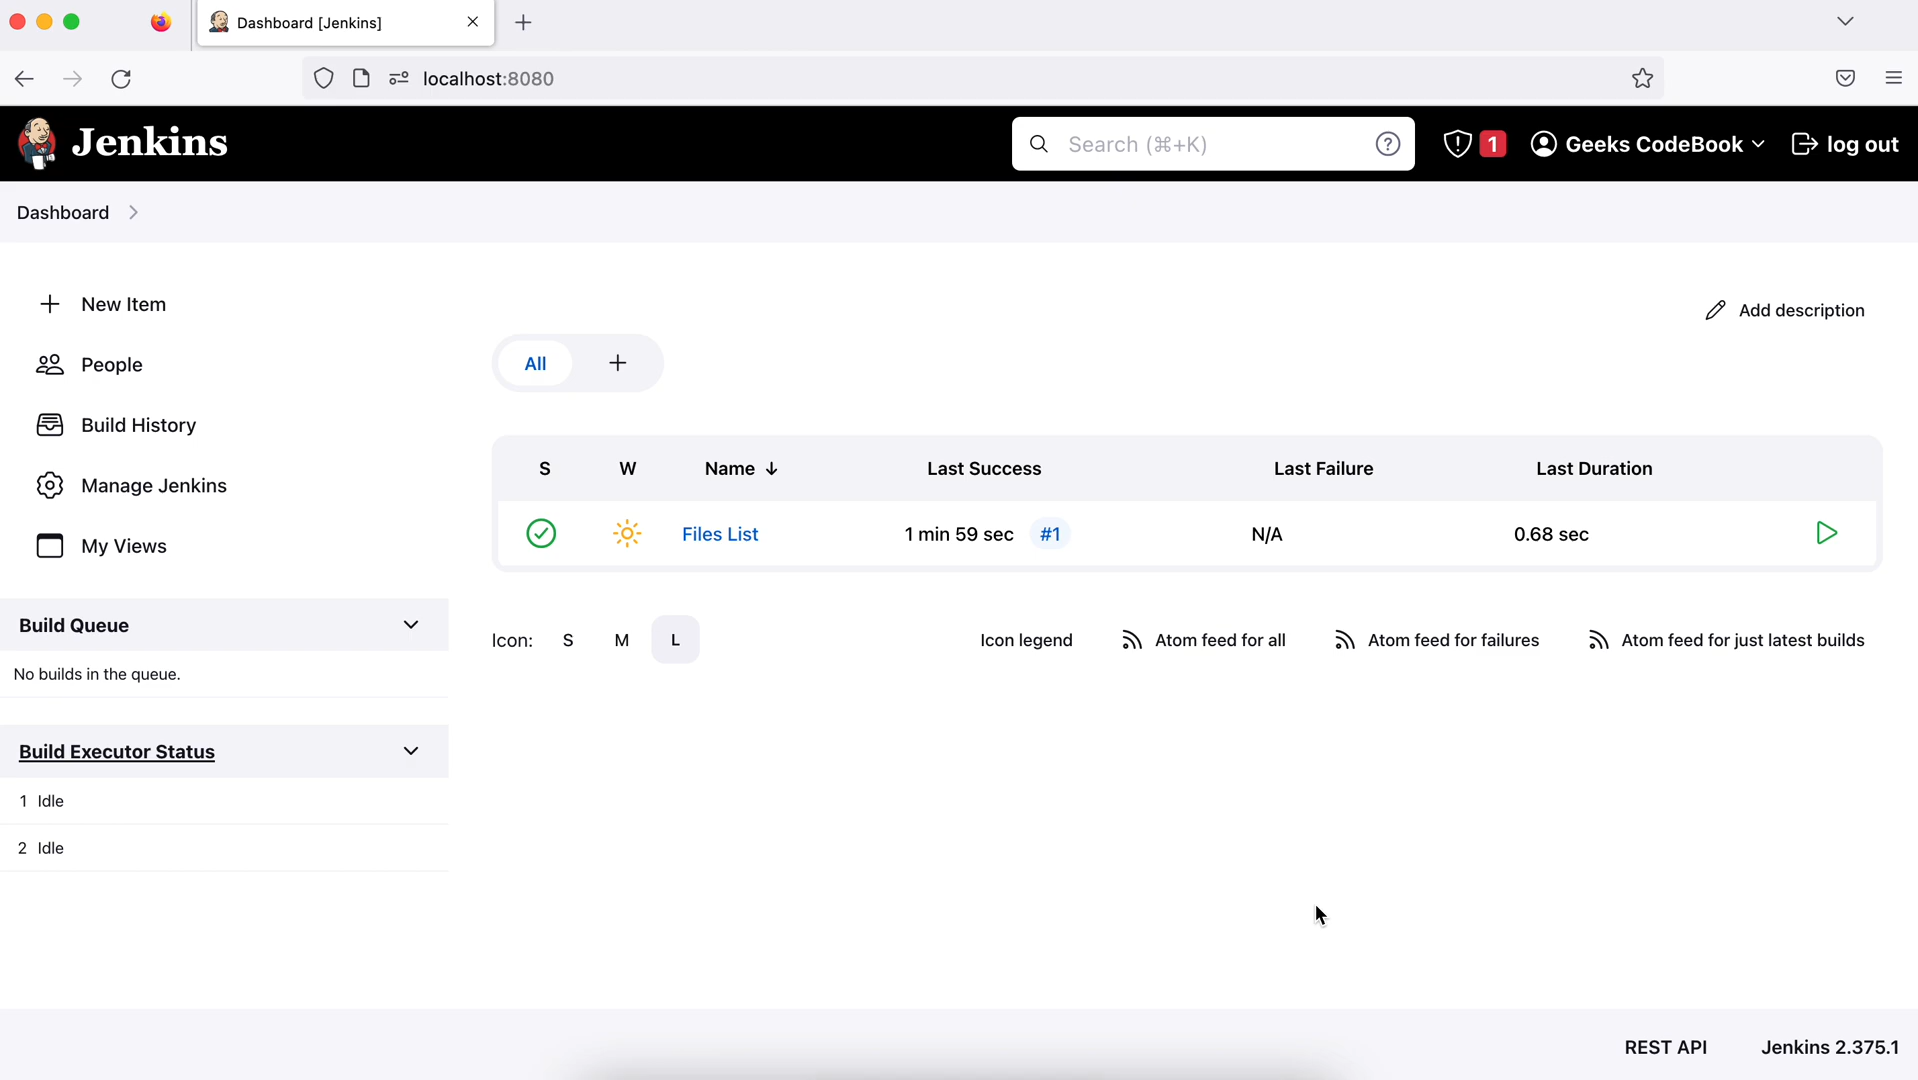 Dashboard [Jenkins]
localhost:8080
Jenkins
Search (⌘+K)
1
Geeks CodeBook
log out
Dashboard
New Item
People
Build History
Manage Jenkins
My Views
Build Queue
No builds in the queue.
Build Executor Status
1 Idle
2 Idle
Add description
All +
S W Name ↓ Last Success Last Failure Last Duration
Files List 1 min 59 sec #1 N/A 0.68 sec
Icon: S M L
Icon legend
Atom feed for all
Atom feed for failures
Atom feed for just latest builds
REST API
Jenkins 2.375.1